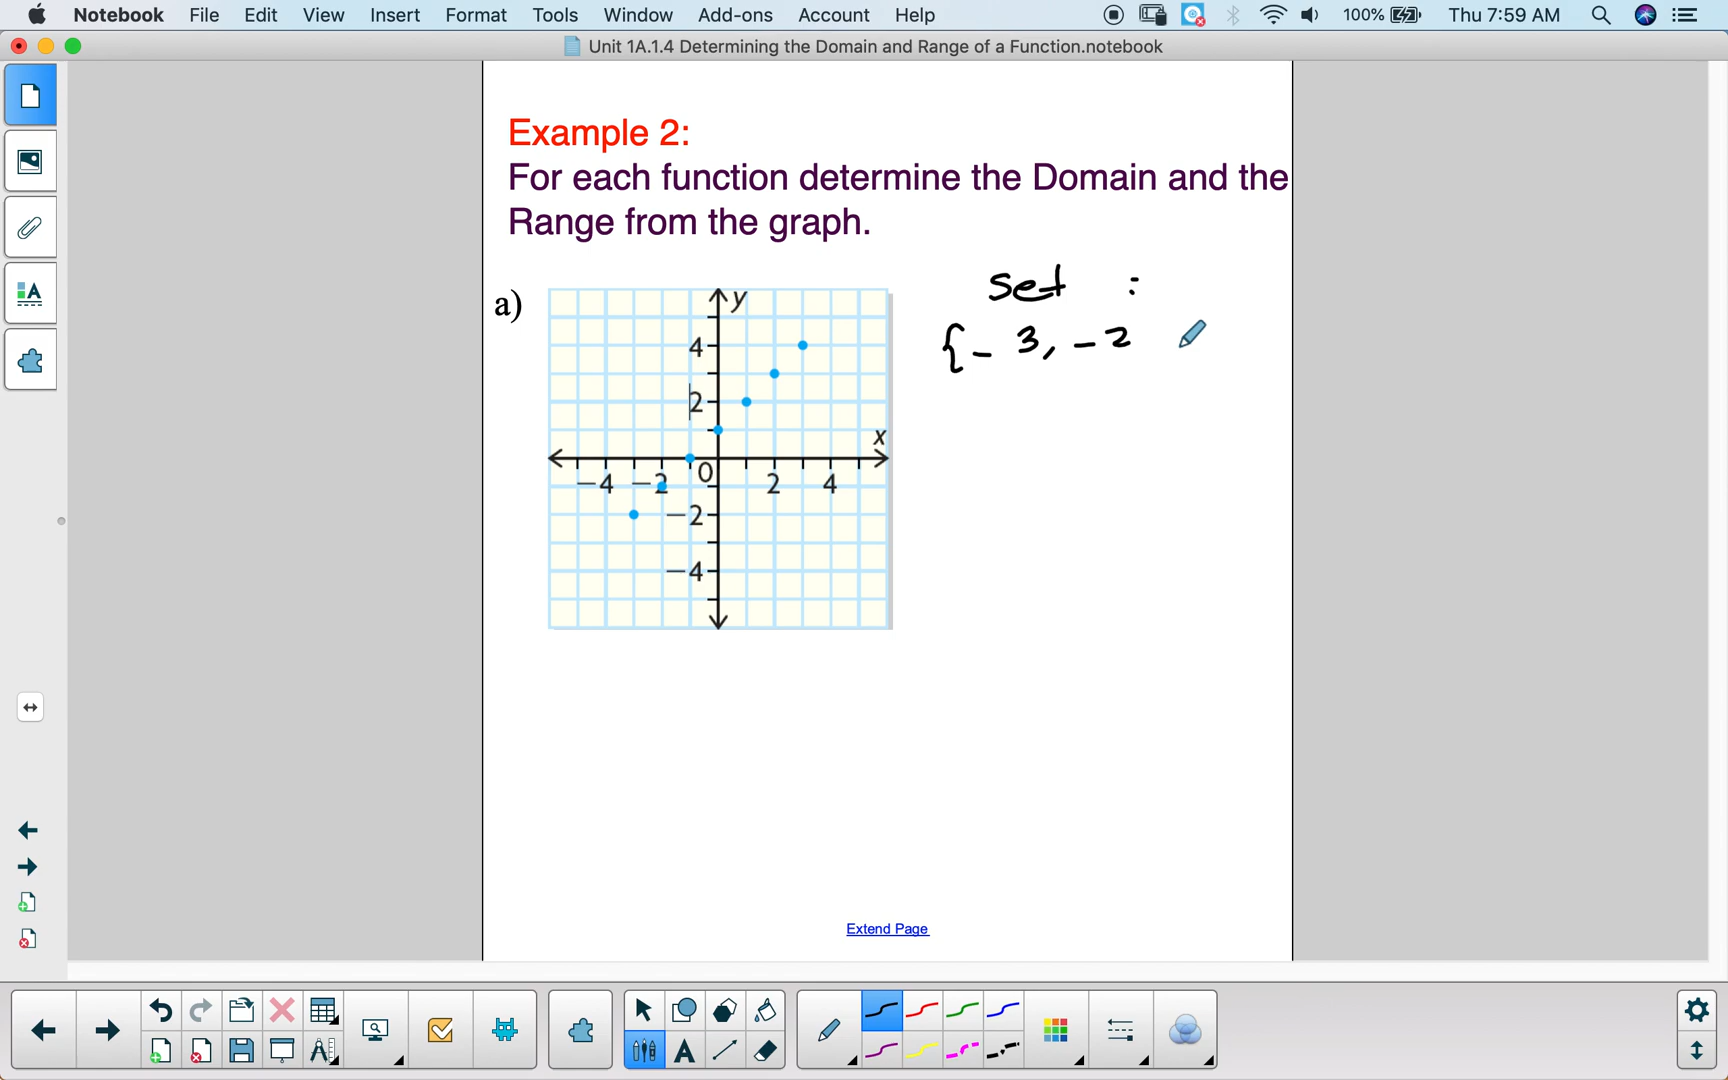 Notebook File Edit View Insert Format Tools Window Add-ons Account Help 100% Thu 7:59 AM
Unit 1A.1.4 Determining the Domain and Range of a Function.notebook
Example 2:
For each function determine the Domain and the
Range from the graph.
set :
a)
y
{- 3, -2
4
2
x
-4 -2 0 2 4
-2
-4
Extend Page